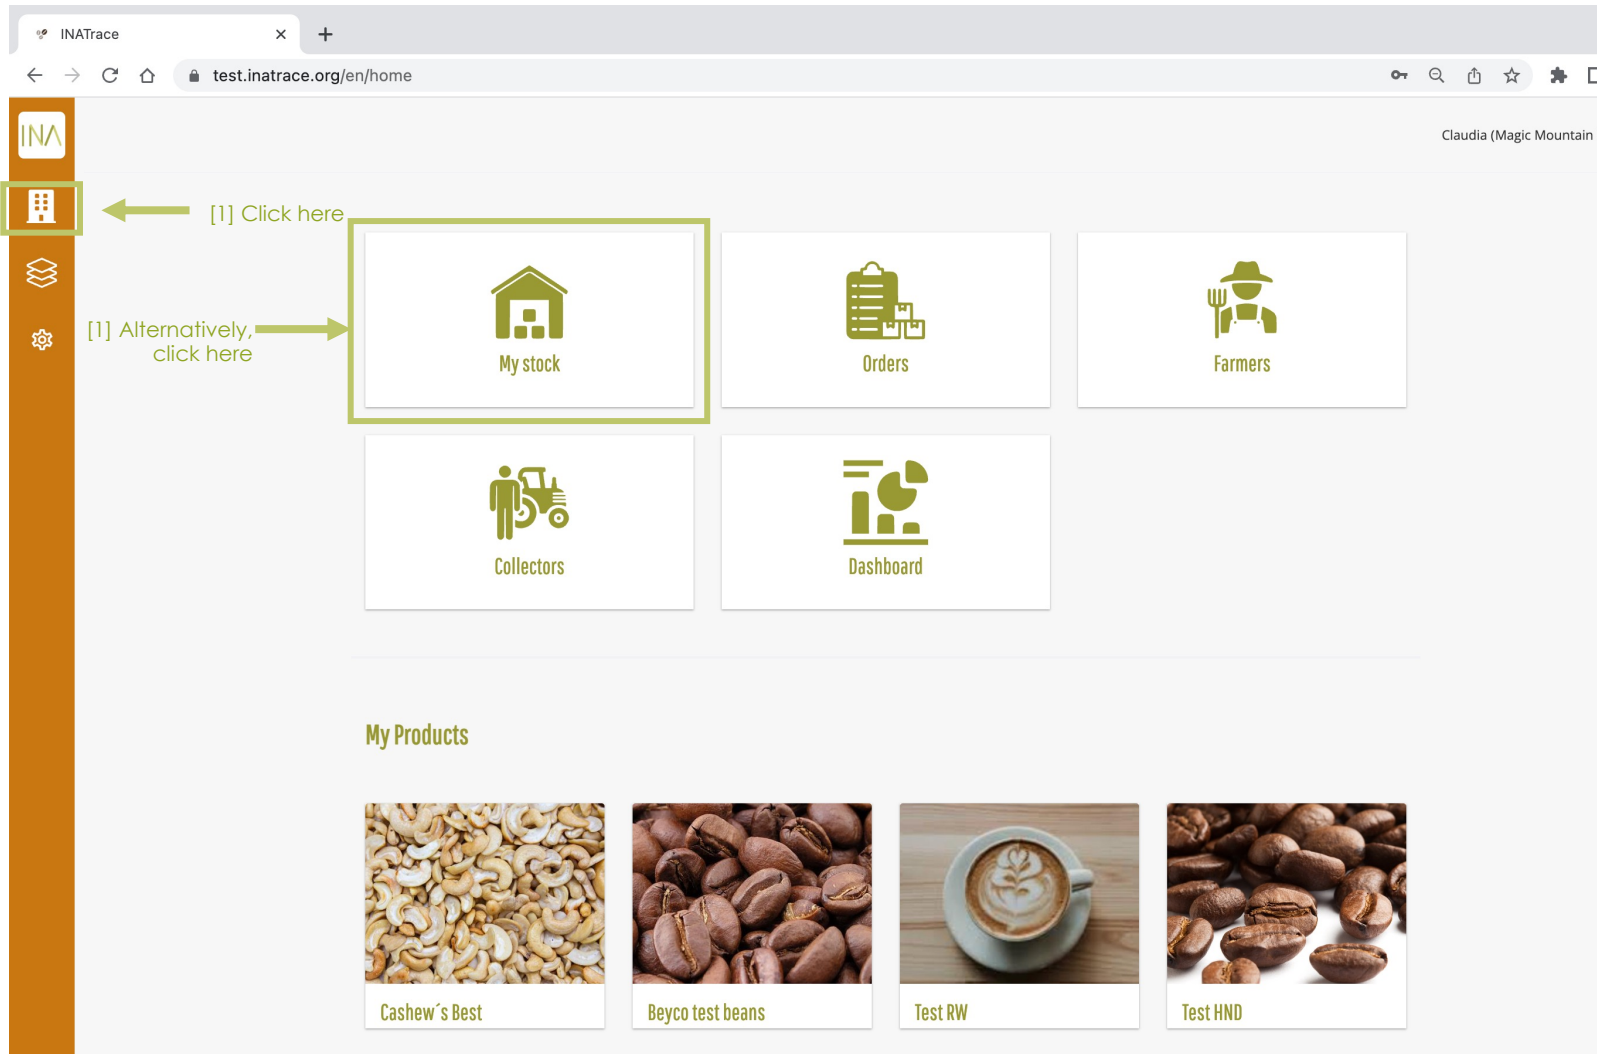 INATrace
test.inatrace.org/en/home
INA
Claudia (Magic Mountain
[1] Click here
[1] Alternatively,
click here
My stock
Orders
Farmers
Collectors
Dashboard
My Products
Cashew´s Best
Beyco test beans
Test RW
Test HND